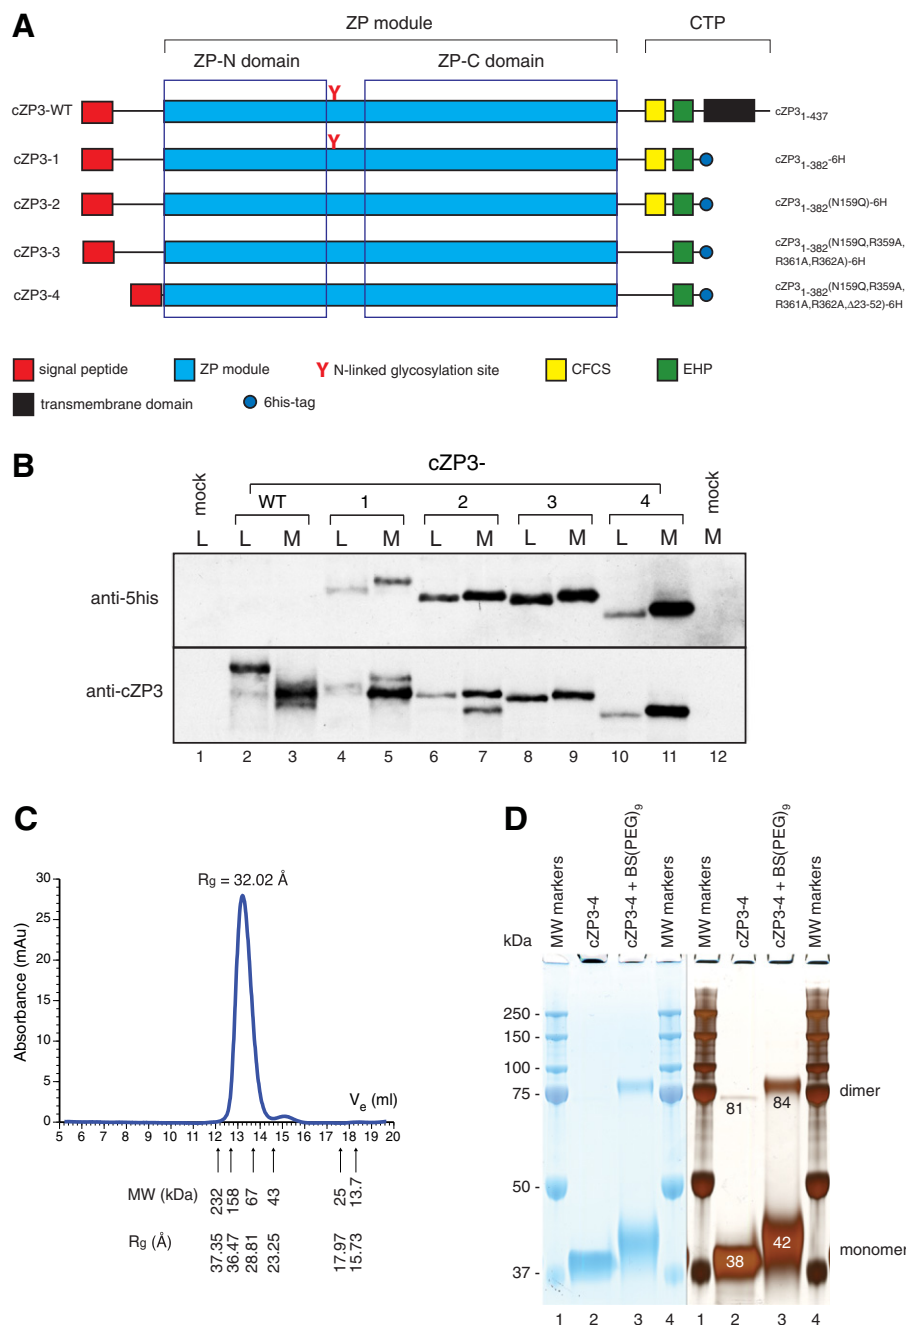 A
ZP module
CTP
ZP-N domain
ZP-C domain
Y
cZP3-WT
cZP3₁₋₄₃₇
Y
cZP3-1
cZP3₁₋₃₈₂-6H
cZP3-2
cZP3₁₋₃₈₂(N159Q)-6H
cZP3-3
cZP3₁₋₃₈₂(N159Q,R359A,
R361A,R362A)-6H
cZP3-4
cZP3₁₋₃₈₂(N159Q,R359A,
R361A,R362A,Δ23-52)-6H
signal peptide
ZP module
Y N-linked glycosylation site
CFCS
EHP
transmembrane domain
6his-tag
B
cZP3-
mock WT 1 2 3 4 mock
L L M L M L M L M L M M
anti-5his
anti-cZP3
1 2 3 4 5 6 7 8 9 10 11 12
C
Rg = 32.02 Å
Absorbance (mAu)
30
25
20
15
10
5
0
Vₑ (ml)
5 6 7 8 9 10 11 12 13 14 15 16 17 18 19 20
MW (kDa) 232 158 67 43 25 13.7
Rg (Å) 37.35 36.47 28.81 23.25 17.97 15.73
D
kDa MW markers cZP3-4 cZP3-4 + BS(PEG)₉ MW markers MW markers cZP3-4 cZP3-4 + BS(PEG)₉ MW markers
250 -
150 -
100 -
75 -
dimer
81 84
50 -
monomer
38 42
37 -
1 2 3 4 1 2 3 4